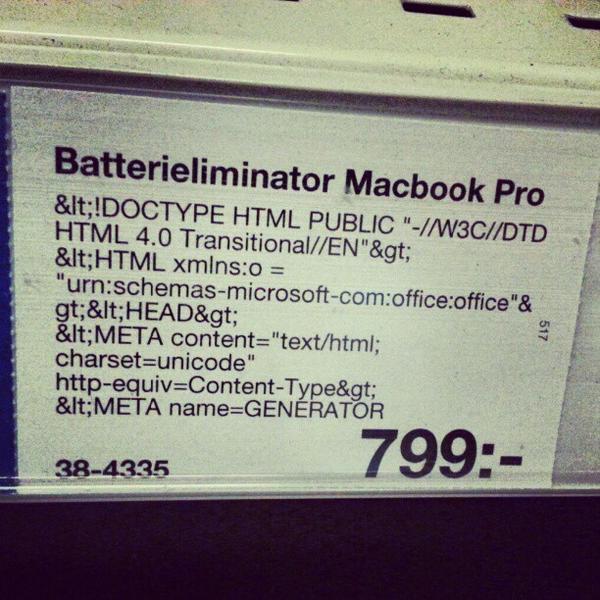 Batterieliminator Macbook Pro
&lt;!DOCTYPE HTML PUBLIC "-//W3C//DTD
HTML 4.0 Transitional//EN"&gt;
&lt;HTML xmlns:o =
"urn:schemas-microsoft-com:office:office"&
gt;&lt;HEAD&gt;
&lt;META content="text/html;
charset=unicode"
http-equiv=Content-Type&gt;
&lt;META name=GENERATOR
517
38-4335
799:-